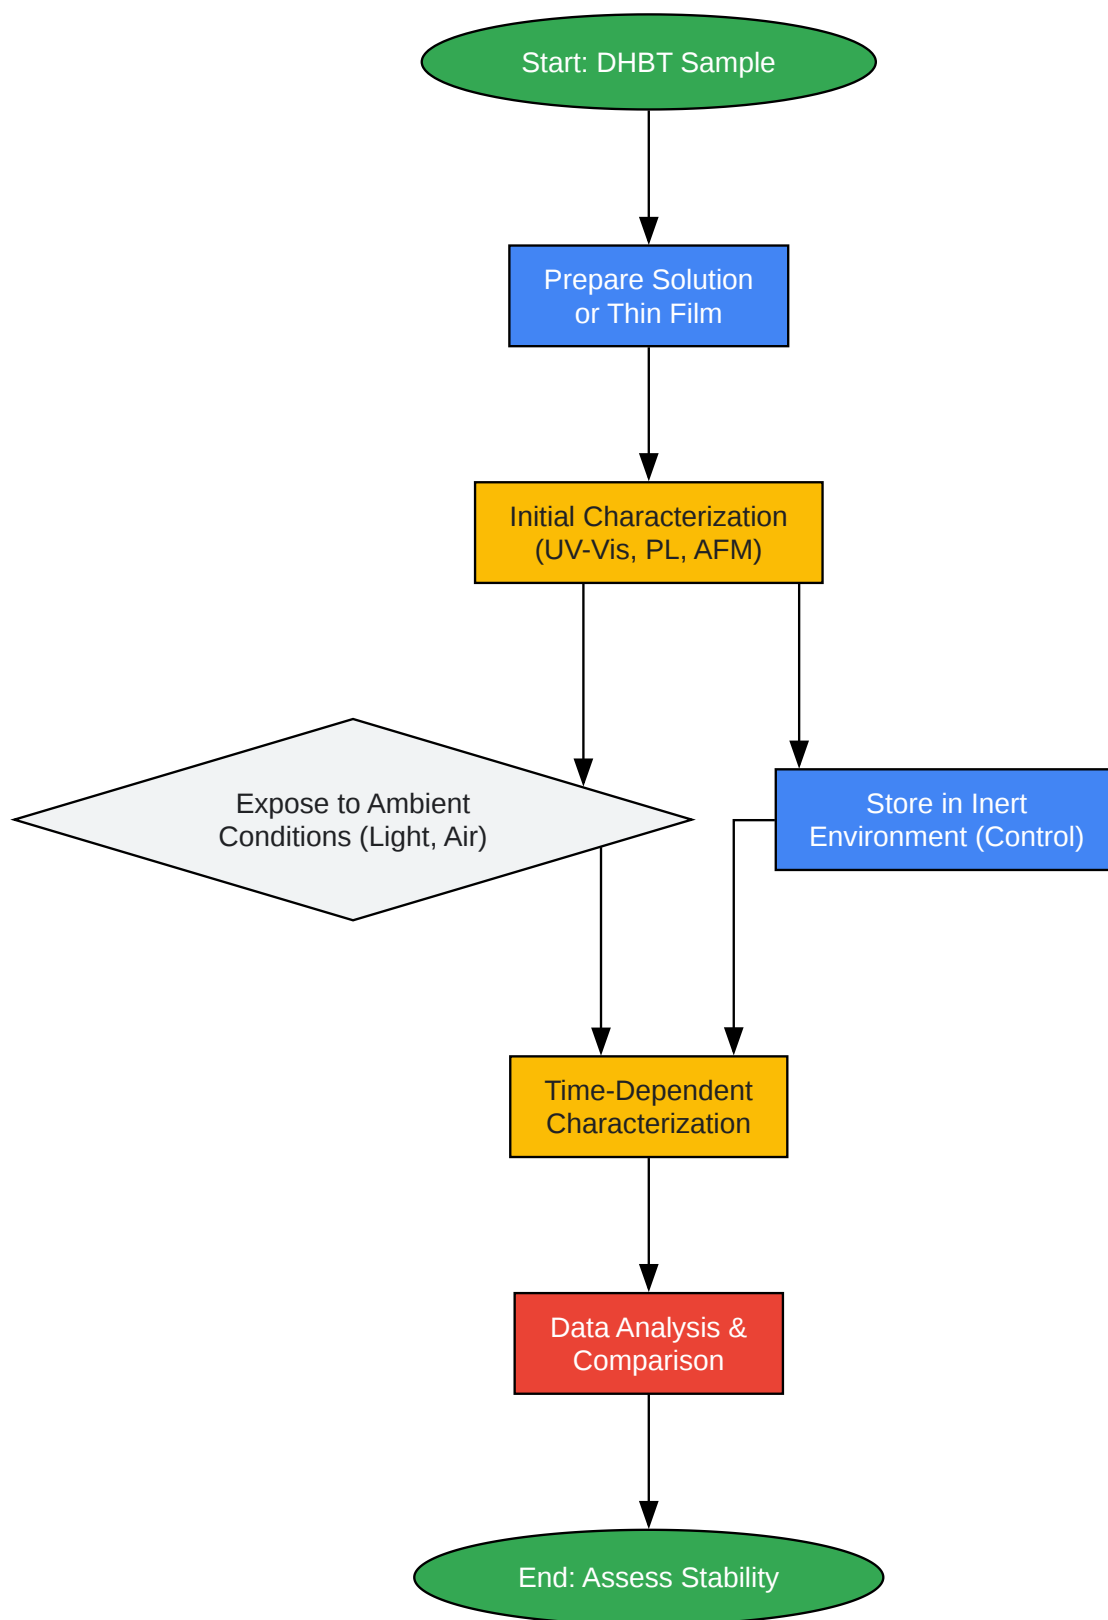 Start: DHBT Sample
Prepare Solution
or Thin Film
Initial Characterization
(UV-Vis, PL, AFM)
Expose to Ambient
Conditions (Light, Air)
Store in Inert
Environment (Control)
Time-Dependent
Characterization
Data Analysis &
Comparison
End: Assess Stability